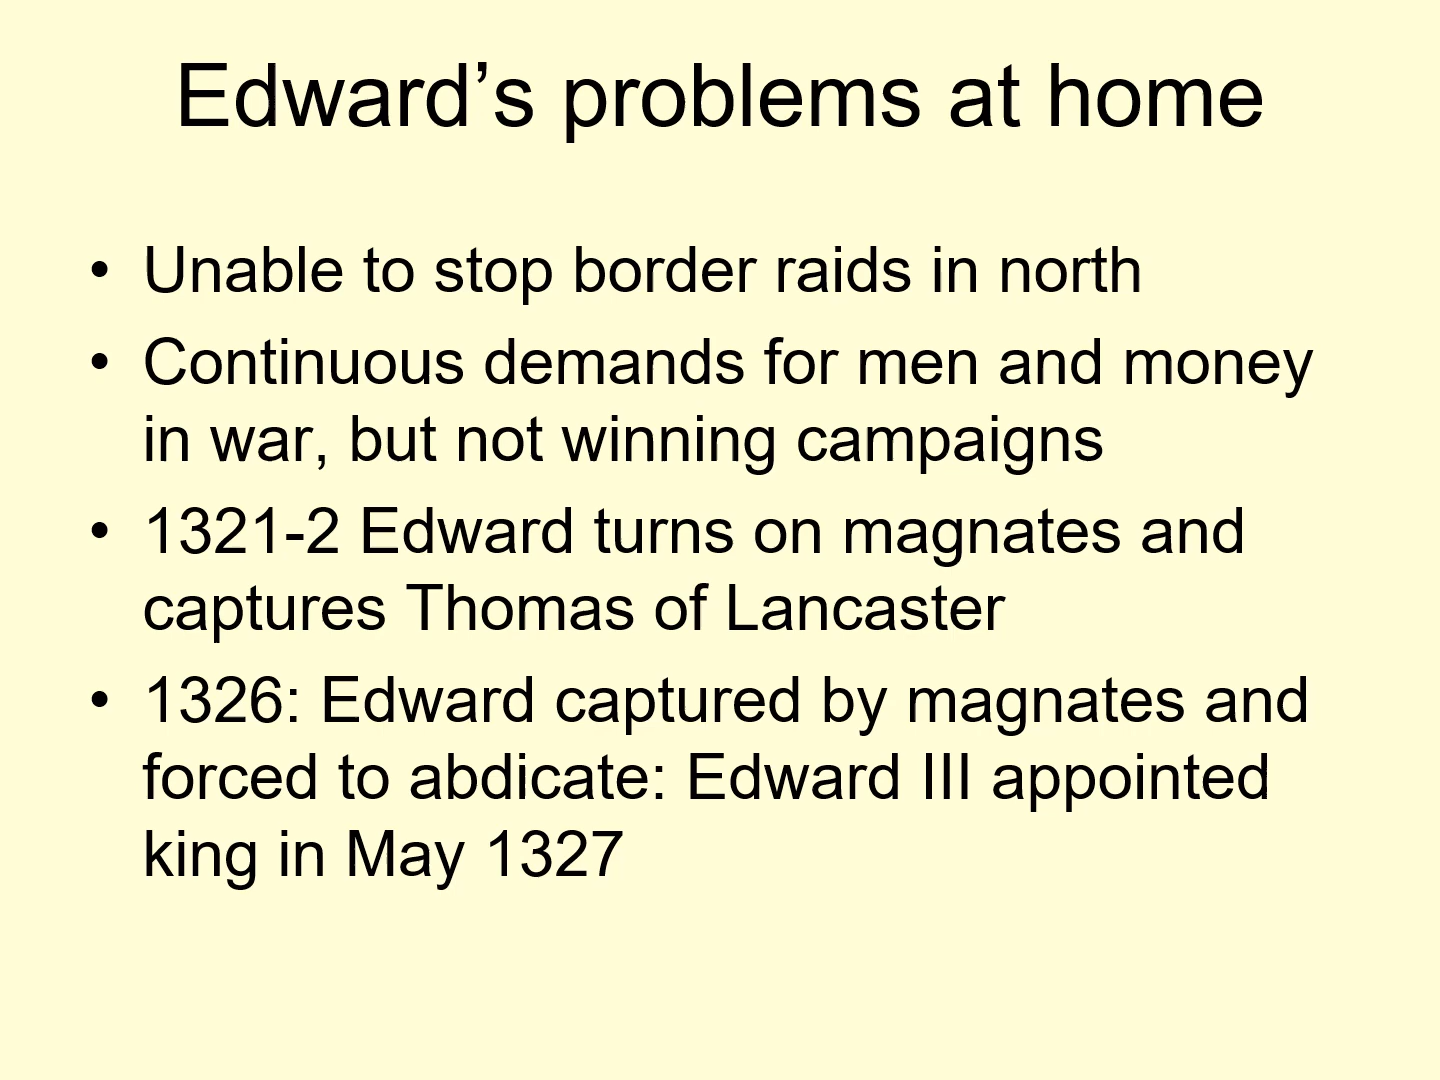 Edward’s problems at home
• Unable to stop border raids in north
• Continuous demands for men and money
in war, but not winning campaigns
• 1321-2 Edward turns on magnates and
captures Thomas of Lancaster
• 1326: Edward captured by magnates and
forced to abdicate: Edward III appointed
king in May 1327